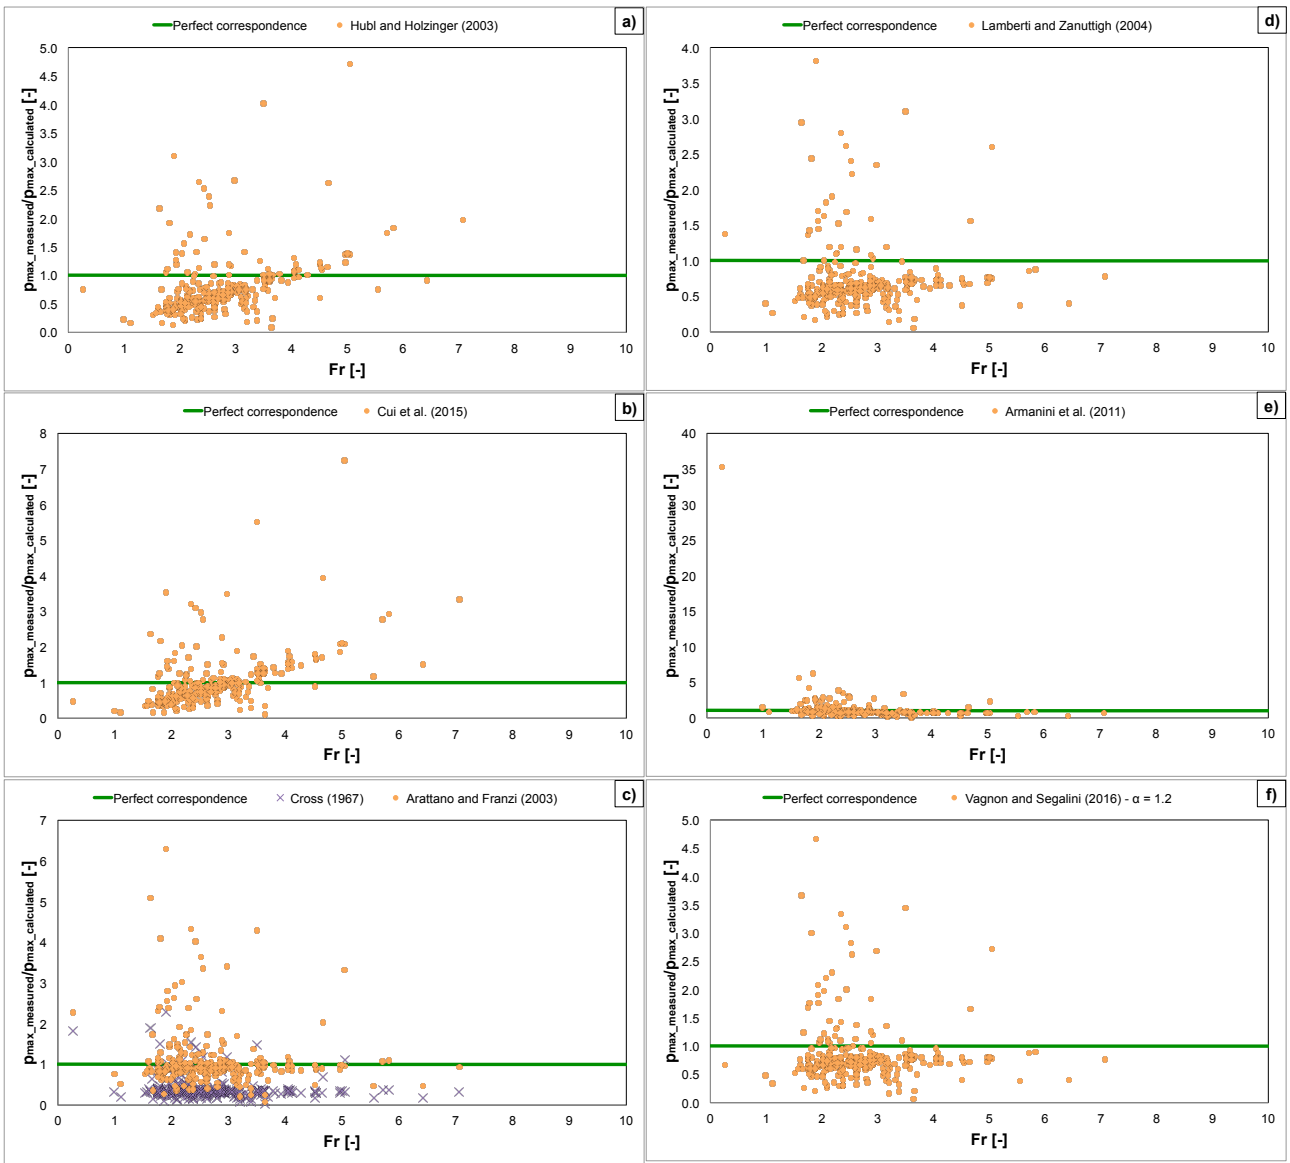 Perfect correspondence Hubl and Holzinger (2003) a)
pmax_measured/pmax_calculated [-]
5.0
4.5
4.0
3.5
3.0
2.5
2.0
1.5
1.0
0.5
0.0
0 1 2 3 4 5 6 7 8 9 10
Fr [-]
Perfect correspondence Lamberti and Zanuttigh (2004) d)
pmax_measured/pmax_calculated [-]
4.0
3.5
3.0
2.5
2.0
1.5
1.0
0.5
0.0
0 1 2 3 4 5 6 7 8 9 10
Fr [-]
Perfect correspondence Cui et al. (2015) b)
pmax_measured/pmax_calculated [-]
8
7
6
5
4
3
2
1
0
0 1 2 3 4 5 6 7 8 9 10
Fr [-]
Perfect correspondence Armanini et al. (2011) e)
pmax_measured/pmax_calculated [-]
40
35
30
25
20
15
10
5
0
0 1 2 3 4 5 6 7 8 9 10
Fr [-]
Perfect correspondence Cross (1967) Arattano and Franzi (2003) c)
pmax_measured/pmax_calculated [-]
7
6
5
4
3
2
1
0
0 1 2 3 4 5 6 7 8 9 10
Fr [-]
Perfect correspondence Vagnon and Segalini (2016) - α = 1.2 f)
pmax_measured/pmax_calculated [-]
5.0
4.5
4.0
3.5
3.0
2.5
2.0
1.5
1.0
0.5
0.0
0 1 2 3 4 5 6 7 8 9 10
Fr [-]